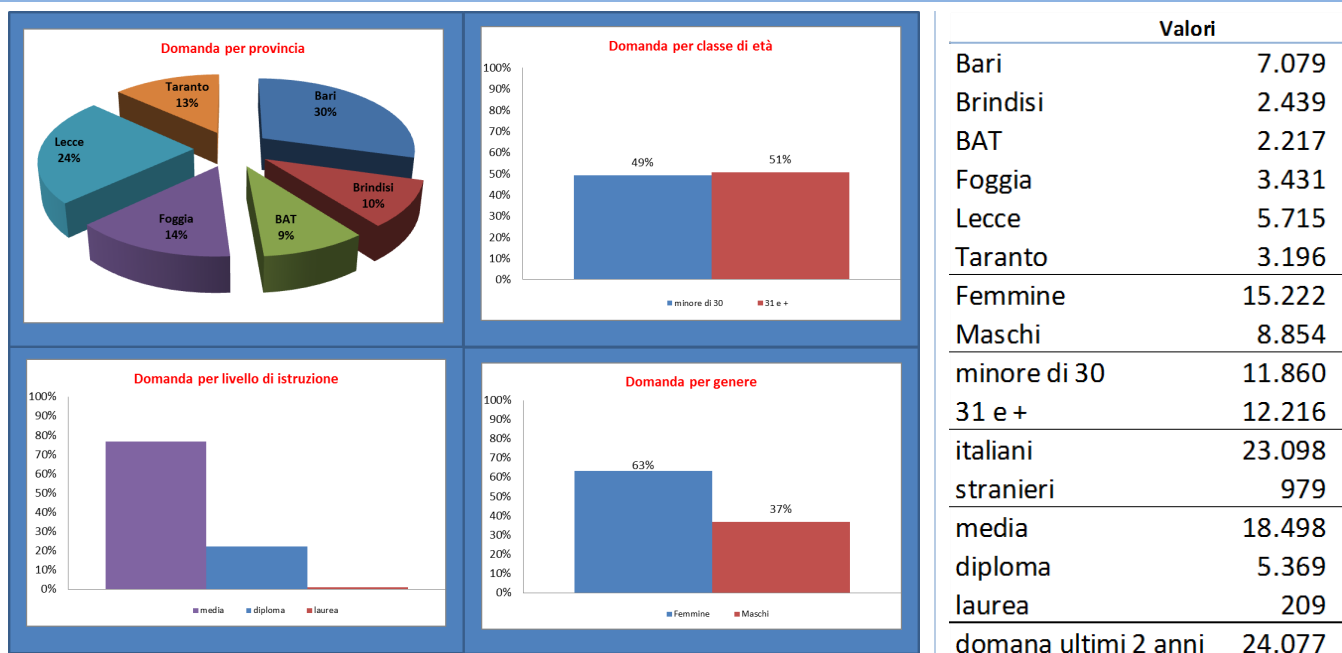 Domanda per provincia
Taranto
13%
Bari
30%
Lecce
24%
Brindisi
10%
Foggia
14%
BAT
9%
Domanda per classe di età
100%
90%
80%
70%
60%
50%
40%
30%
20%
10%
0%
49%
51%
minore di 30
31 e +
Domanda per livello di istruzione
100%
90%
80%
70%
60%
50%
40%
30%
20%
10%
0%
media
diploma
laurea
Domanda per genere
100%
90%
80%
70%
60%
50%
40%
30%
20%
10%
0%
63%
37%
Femmine
Maschi
Valori
Bari 7.079
Brindisi 2.439
BAT 2.217
Foggia 3.431
Lecce 5.715
Taranto 3.196
Femmine 15.222
Maschi 8.854
minore di 30 11.860
31 e + 12.216
italiani 23.098
stranieri 979
media 18.498
diploma 5.369
laurea 209
domana ultimi 2 anni 24.077